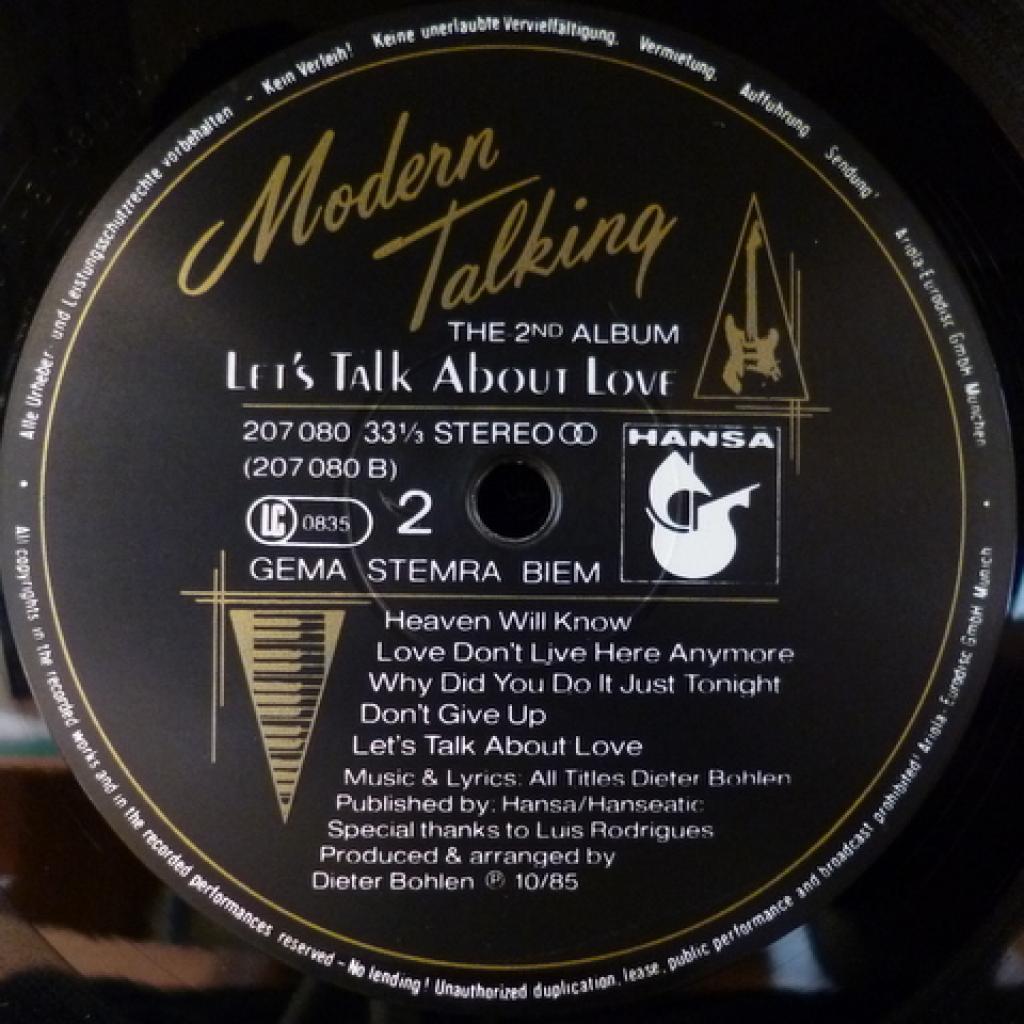 Alle Urheber- und Leistungsschutzrechte vorbehalten - Kein Verleih! Keine unerlaubte Vervielfältigung, Vermietung, Aufführung Sendung! Ariola-Eurodisc GmbH München
Modern
Talking
THE 2ND ALBUM
LET'S TALK ABOUT LOVE
207 080 33⅓ STEREO
(207 080 B)
HANSA
LC 0835
2
GEMA STEMRA BIEM
Heaven Will Know
Love Don't Live Here Anymore
Why Did You Do It Just Tonight
Don't Give Up
Let's Talk About Love
Music & Lyrics: All Titles Dieter Bohlen
Published by: Hansa/Hanseatic
Special thanks to Luis Rodrigues
Produced & arranged by
Dieter Bohlen ℗ 10/85
All copyrights in the recorded works and in the recorded performances reserved - No lending! Unauthorized duplication, lease, public performance and broadcast prohibited! Ariola-Eurodisc GmbH Munich